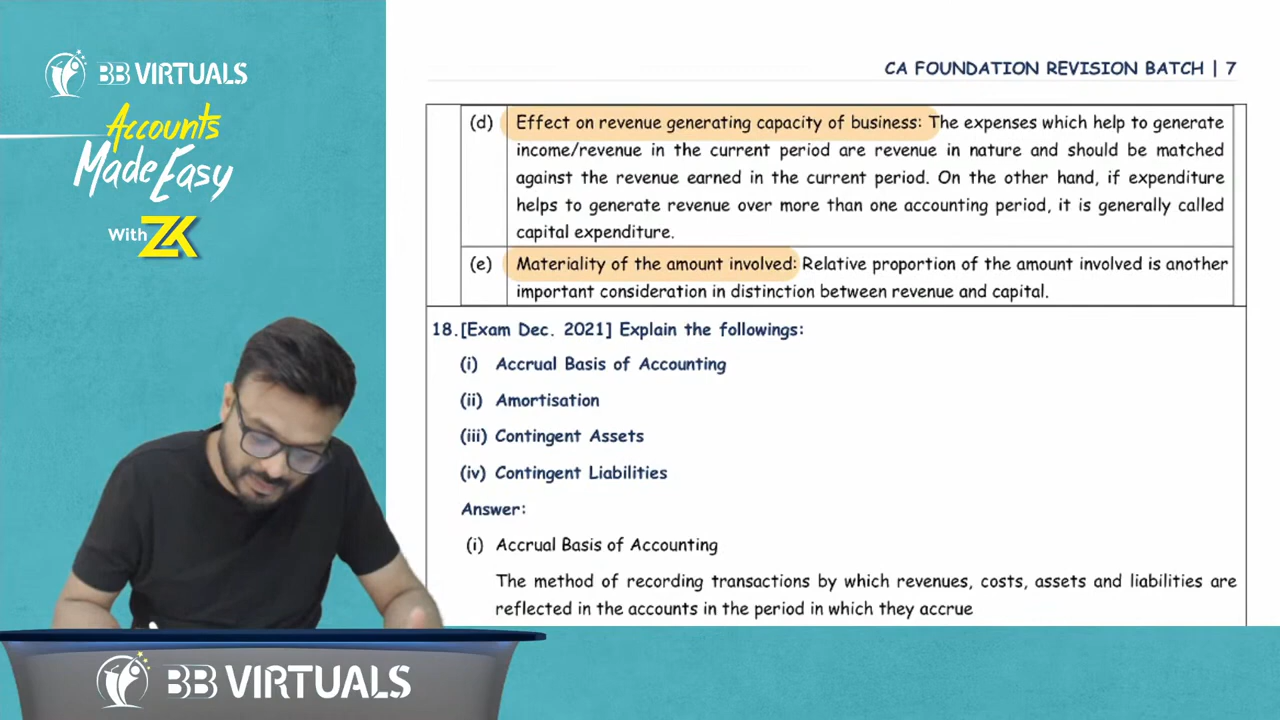 BB VIRTUALS
Accounts
Made Easy
With ZK
CA FOUNDATION REVISION BATCH | 7
(d) Effect on revenue generating capacity of business: The expenses which help to generate
income/revenue in the current period are revenue in nature and should be matched
against the revenue earned in the current period. On the other hand, if expenditure
helps to generate revenue over more than one accounting period, it is generally called
capital expenditure.
(e) Materiality of the amount involved: Relative proportion of the amount involved is another
important consideration in distinction between revenue and capital.
18.[Exam Dec. 2021] Explain the followings:
(i) Accrual Basis of Accounting
(ii) Amortisation
(iii) Contingent Assets
(iv) Contingent Liabilities
Answer:
(i) Accrual Basis of Accounting
The method of recording transactions by which revenues, costs, assets and liabilities are
reflected in the accounts in the period in which they accrue
BB VIRTUALS